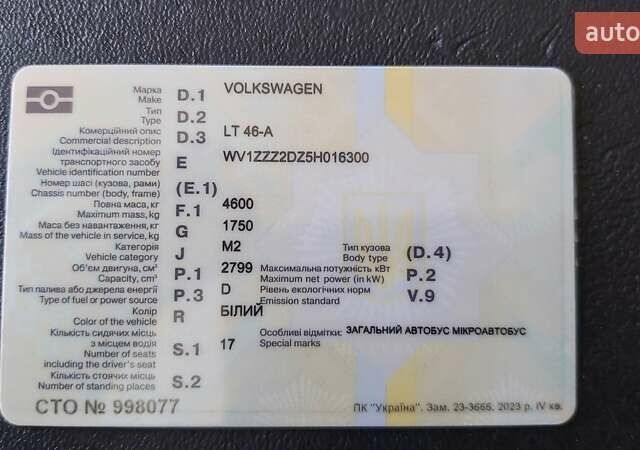 auto
Марка
Make D.1 VOLKSWAGEN
Тип
Type D.2
Комерційний опис
Commercial description D.3 LT 46-A
Ідентифікаційний номер
транспортного засобу
Vehicle identification number E WV1ZZZ2DZ5H016300
Номер шасі (кузова, рами)
Chassis number (body, frame) (E.1)
Повна маса, кг
Maximum mass, kg F.1 4600
Маса без навантаження, кг
Mass of the vehicle in service, kg G 1750
Категорія
Vehicle category J M2
Тип кузова
Body type (D.4)
Об'єм двигуна, см³
Capacity, cm³ P.1 2799
Максимальна потужність кВт
Maximum net power (in kW) P.2
Тип палива або джерела енергії
Type of fuel or power source P.3 D
Рівень екологічних норм
Emission standard V.9
Колір
Color of the vehicle R БІЛИЙ
Кількість сидячих місць
з місцем водія
Number of seats
including the driver's seat S.1 17
Особливі відмітки: ЗАГАЛЬНИЙ АВТОБУС МІКРОАВТОБУС
Special marks
Кількість стоячих місць
Number of standing places S.2
СТО № 998077
ПК "Україна". Зам. 23-3666. 2023 р. IV кв.